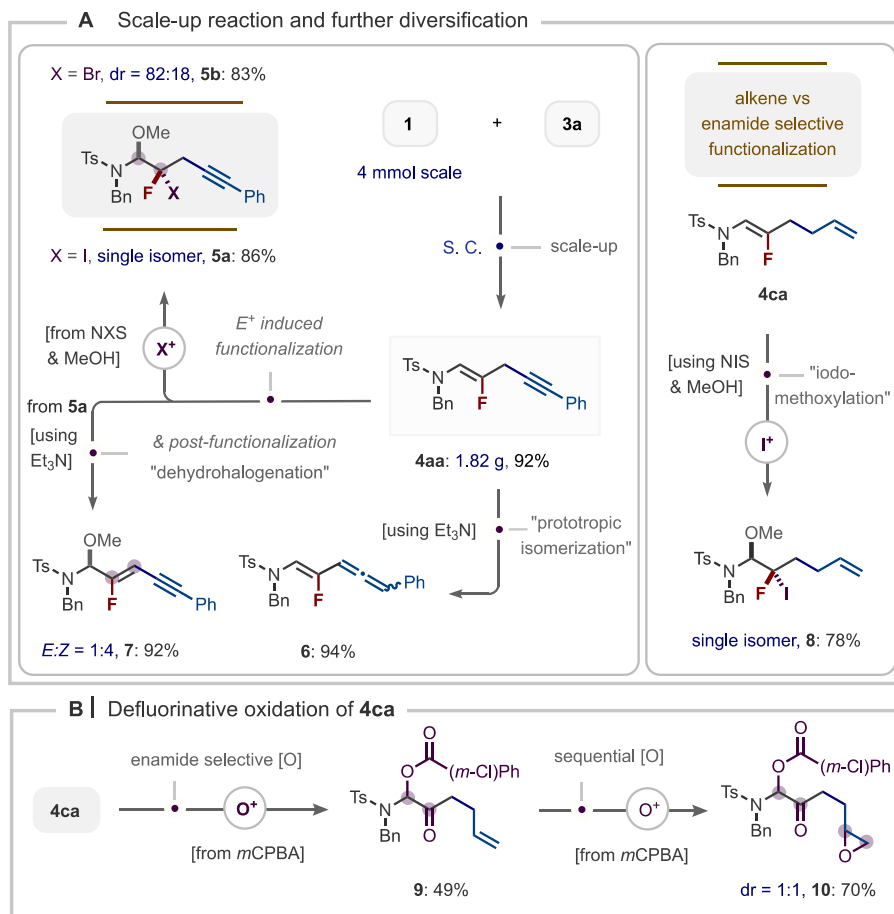 A Scale-up reaction and further diversification
X = Br, dr = 82:18, 5b: 83%
OMe
Ts
N
Bn
F
X
Ph
X = I, single isomer, 5a: 86%
1 + 3a
4 mmol scale
S. C.
scale-up
[from NXS
& MeOH]
X+
E+ induced
functionalization
from 5a
[using
Et3N]
& post-functionalization
"dehydrohalogenation"
Ts
N
Bn
F
Ph
4aa: 1.82 g, 92%
[using Et3N]
"prototropic
isomerization"
OMe
Ts
N
Bn
F
Ph
E:Z = 1:4, 7: 92%
Ts
N
Bn
F
Ph
6: 94%
alkene vs
enamide selective
functionalization
Ts
N
Bn
F
4ca
[using NIS
& MeOH]
"iodo-
methoxylation"
I+
OMe
Ts
N
Bn
F
I
single isomer, 8: 78%
B | Defluorinative oxidation of 4ca
4ca
enamide selective [O]
O+
[from mCPBA]
O
O
(m-Cl)Ph
Ts
N
Bn
O
9: 49%
sequential [O]
O+
[from mCPBA]
O
O
(m-Cl)Ph
Ts
N
Bn
O
O
dr = 1:1, 10: 70%